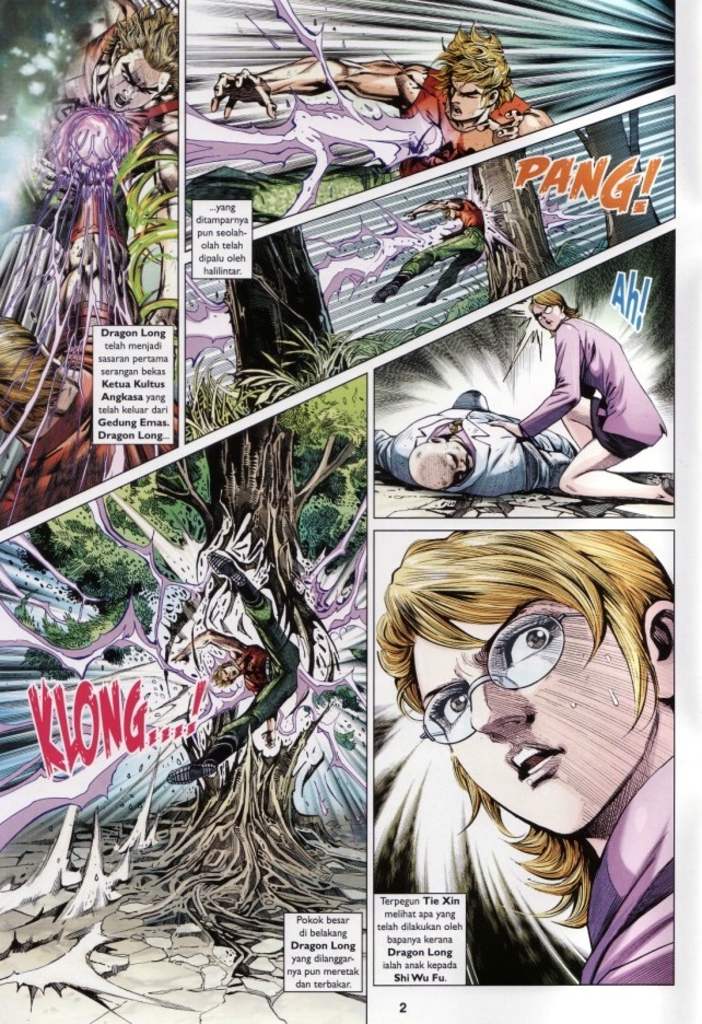 Dragon Long
telah menjadi
sasaran pertama
serangan bekas
Ketua Kultus
Angkasa yang
telah keluar dari
Gedung Emas.
Dragon Long...
...yang
ditamparnya
pun seolah-
olah telah
dipalu oleh
halilintar.
PANG!
Ah!
KLONG....!
Pokok besar
di belakang
Dragon Long
yang dilanggar-
nya pun meretak
dan terbakar.
Terpegun Tie Xin
melihat apa yang
telah dilakukan oleh
bapanya kerana
Dragon Long
ialah anak kepada
Shi Wu Fu.
2